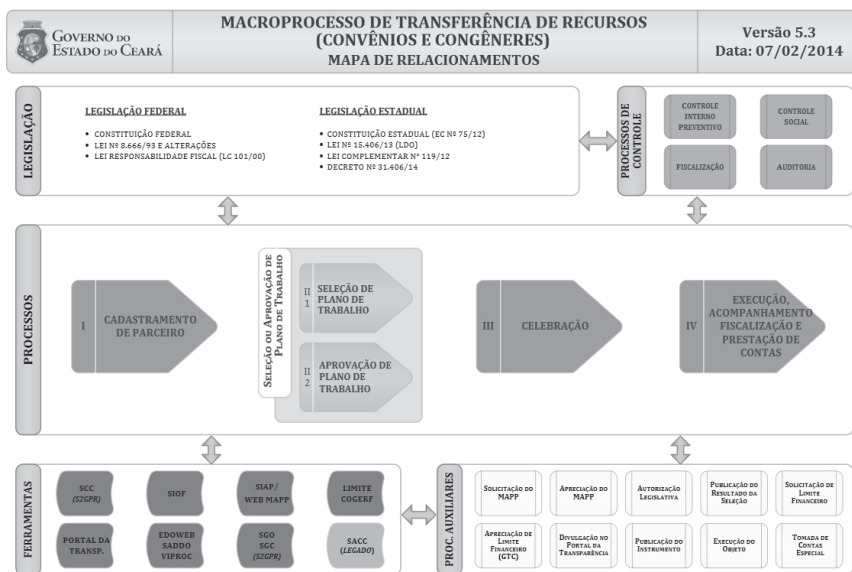 GOVERNO DO
ESTADO DO CEARÁ
MACROPROCESSO DE TRANSFERÊNCIA DE RECURSOS
(CONVÊNIOS E CONGÊNERES)
MAPA DE RELACIONAMENTOS
Versão 5.3
Data: 07/02/2014
LEGISLAÇÃO
LEGISLAÇÃO FEDERAL
• CONSTITUIÇÃO FEDERAL
• LEI Nº 8.666/93 E ALTERAÇÕES
• LEI RESPONSABILIDADE FISCAL (LC 101/00)
LEGISLAÇÃO ESTADUAL
• CONSTITUIÇÃO ESTADUAL (EC Nº 75/12)
• LEI Nº 15.406/13 (LDO)
• LEI COMPLEMENTAR N° 119/12
• DECRETO Nº 31.406/14
PROCESSOS DE
CONTROLE
CONTROLE
INTERNO
PREVENTIVO
CONTROLE
SOCIAL
FISCALIZAÇÃO
AUDITORIA
PROCESSOS
I
CADASTRAMENTO
DE PARCEIRO
SELEÇÃO OU APROVAÇÃO DE
PLANO DE TRABALHO
II
1
SELEÇÃO DE
PLANO DE
TRABALHO
II
2
APROVAÇÃO DE
PLANO DE
TRABALHO
III
CELEBRAÇÃO
IV
EXECUÇÃO,
ACOMPANHAMENTO
FISCALIZAÇÃO E
PRESTAÇÃO DE
CONTAS
FERRAMENTAS
SCC
(S2GPR)
SIOF
SIAP/
WEB MAPP
LIMITE
COGERF
PORTAL DA
TRANSP.
EDOWEB
SADDO
VIPROC
SGO
SGC
(S2GPR)
SACC
(LEGADO)
PROC. AUXILIARES
SOLICITAÇÃO DO
MAPP
APRECIAÇÃO DO
MAPP
AUTORIZAÇÃO
LEGISLATIVA
PUBLICAÇÃO DO
RESULTADO DA
SELEÇÃO
SOLICITAÇÃO DE
LIMITE
FINANCEIRO
APRECIAÇÃO DE
LIMITE
FINANCEIRO
(GTC)
DIVULGAÇÃO NO
PORTAL DA
TRANSPARÊNCIA
PUBLICAÇÃO DO
INSTRUMENTO
EXECUÇÃO DO
OBJETO
TOMADA DE
CONTAS
ESPECIAL